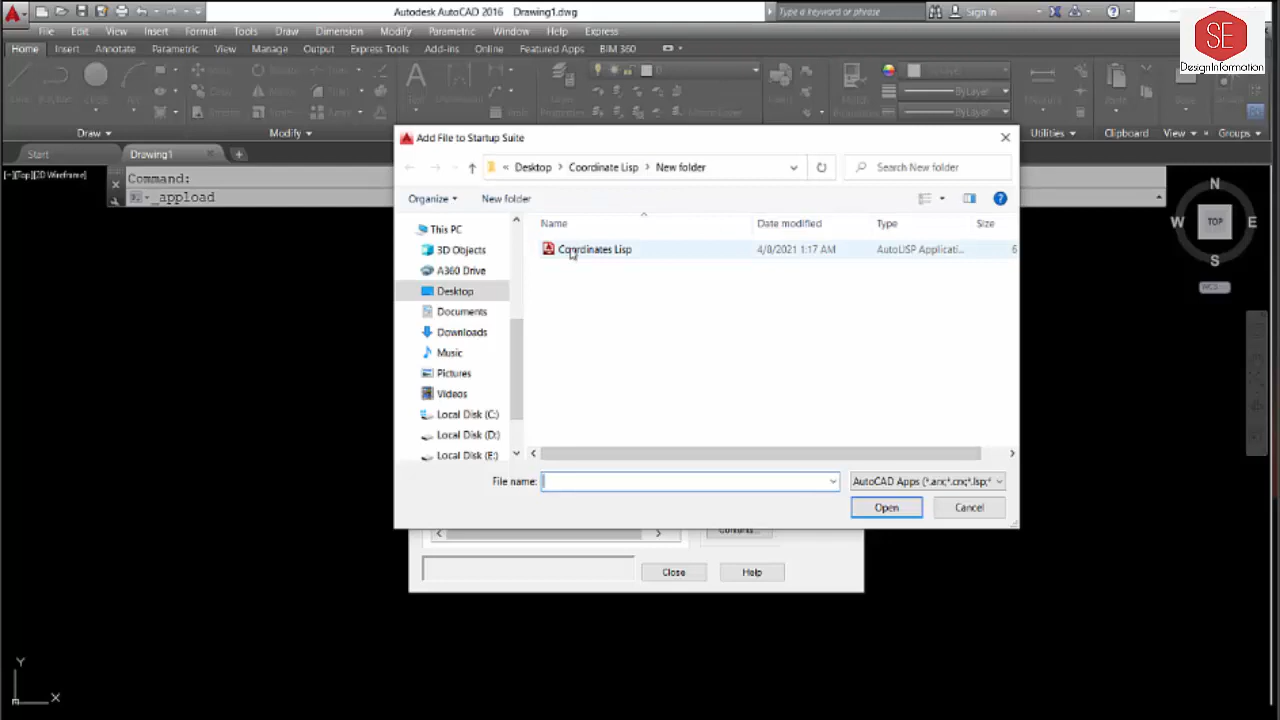 Autodesk AutoCAD 2016 Drawing1.dwg
Type a keyword or phrase
Sign In
File Edit View Insert Format Tools Draw Dimension Modify Parametric Window Help Express
Home Insert Annotate Parametric View Manage Output Express Tools Add-ins Online Featured Apps BIM 360
SE
DesignInformation
ByLayer
ByLayer
Draw
Modify
Utilities
Clipboard
View
Groups
Start
Drawing1
[−][Top][2D Wireframe]
Command:
_appload
Add File to Startup Suite
« Desktop > Coordinate Lisp > New folder
Search New folder
Organize
New folder
Name Date modified Type Size
Coordinates Lisp 4/8/2021 1:17 AM AutoLISP Applicati... 6
This PC
3D Objects
A360 Drive
Desktop
Documents
Downloads
Music
Pictures
Videos
Local Disk (C:)
Local Disk (D:)
Local Disk (E:)
File name:
AutoCAD Apps (*.arx;*.crx;*.lsp;*
Open
Cancel
Contents...
Close
Help
N
W
TOP
E
S
Y
X